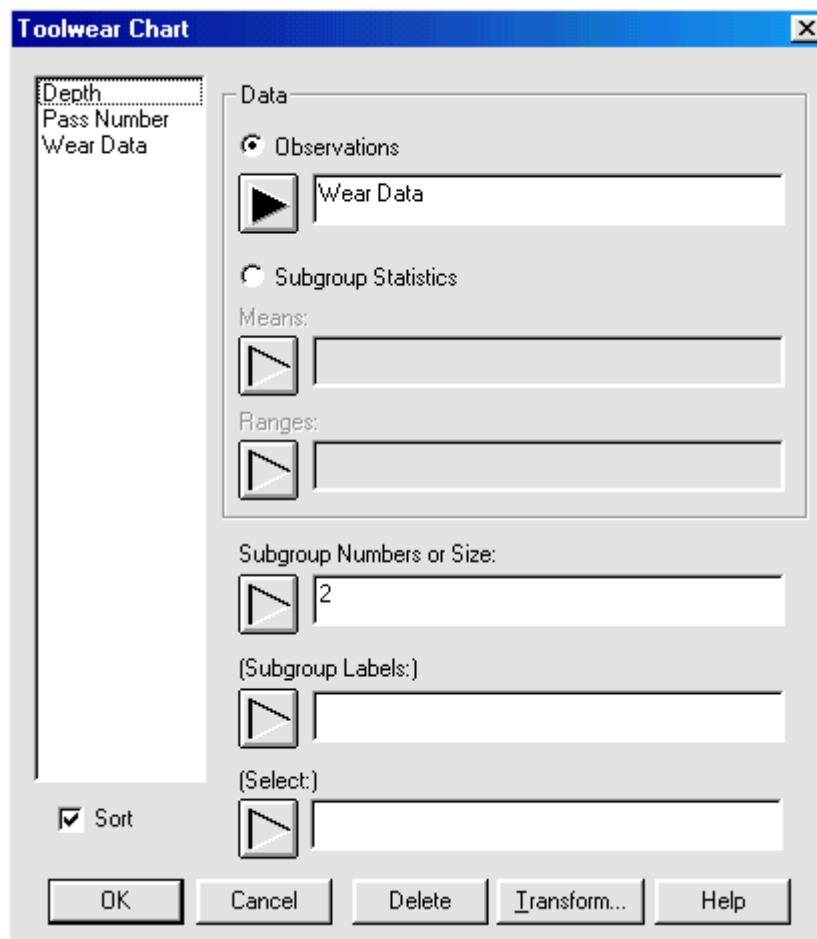 Toolwear Chart
Depth
Pass Number
Wear Data
Data
Observations
Wear Data
Subgroup Statistics
Means:
Ranges:
Subgroup Numbers or Size:
2
(Subgroup Labels:)
(Select:)
Sort
OK Cancel Delete Transform... Help